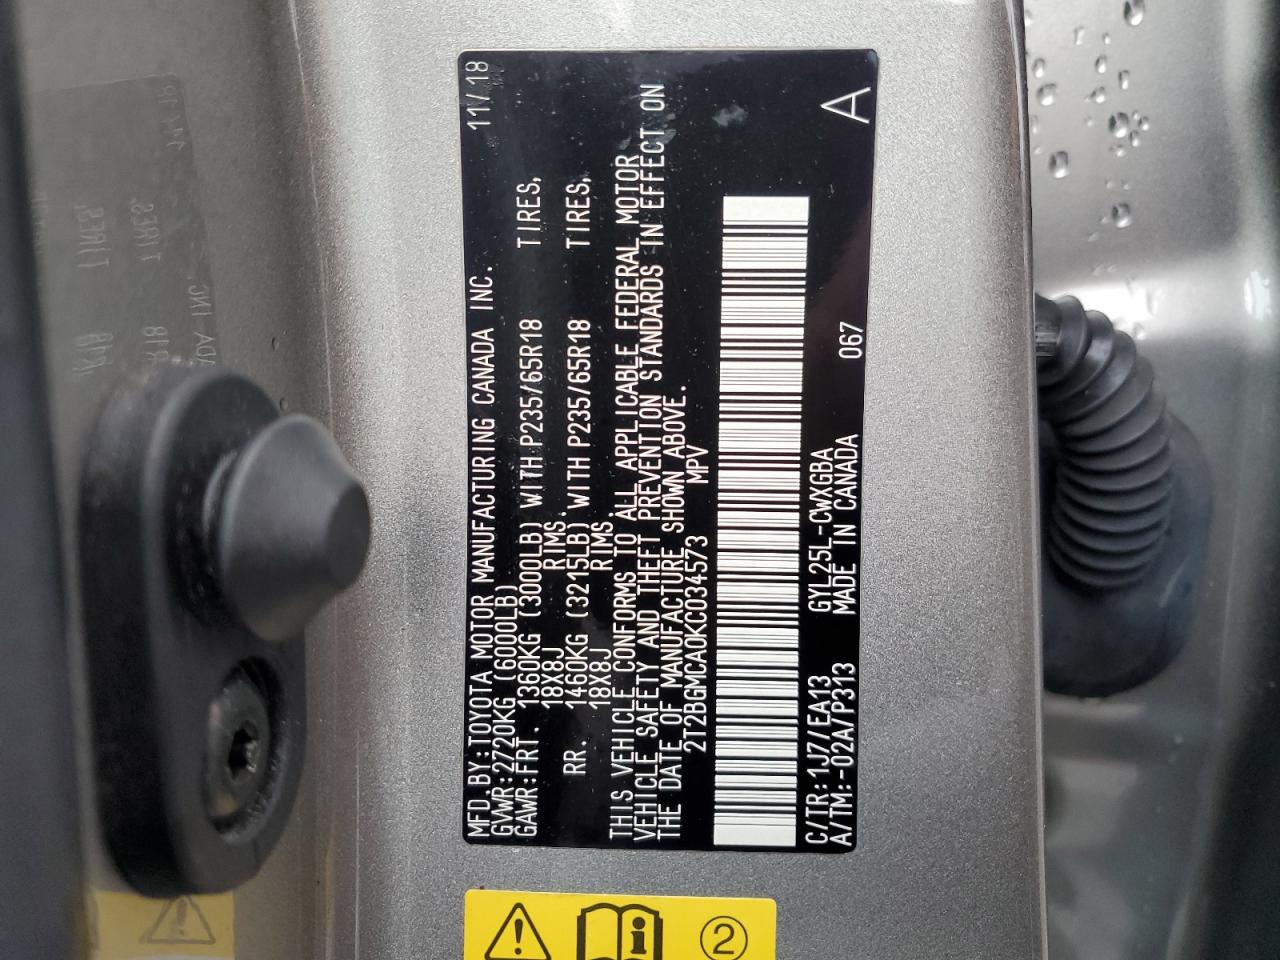 MFD.BY:TOYOTA MOTOR MANUFACTURING CANADA INC. 11/18
GVWR:2720KG (6000LB)
GAWR:FRT. 1360KG (3000LB) WITH P235/65R18 TIRES,
18X8J RIMS.
RR. 1460KG (3215LB) WITH P235/65R18 TIRES,
18X8J RIMS.
THIS VEHICLE CONFORMS TO ALL APPLICABLE FEDERAL MOTOR
VEHICLE SAFETY AND THEFT PREVENTION STANDARDS IN EFFECT ON
THE DATE OF MANUFACTURE SHOWN ABOVE.
2T2BGMCA0KC034573 MPV
C/TR:1J7/EA13 GYL25L-CWXGBA
A/TM:-02A/P313 MADE IN CANADA 067 A
2